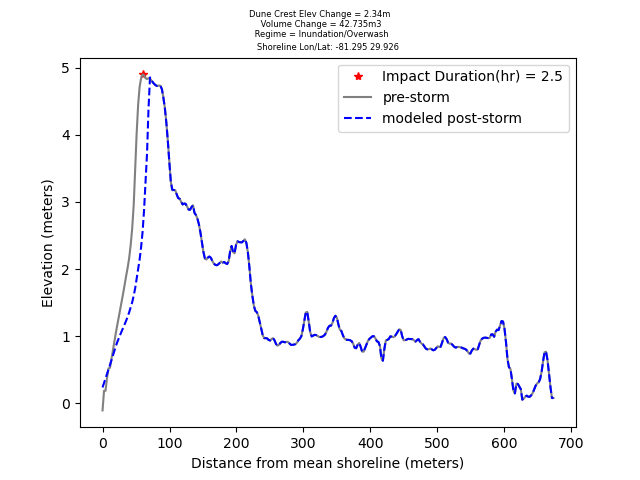 Dune Crest Elev Change = 2.34m
Volume Change = 42.735m3
Regime = Inundation/Overwash
Shoreline Lon/Lat: -81.295 29.926
Impact Duration(hr) = 2.5
pre-storm
modeled post-storm
Elevation (meters)
5
4
3
2
1
0
0 100 200 300 400 500 600 700
Distance from mean shoreline (meters)